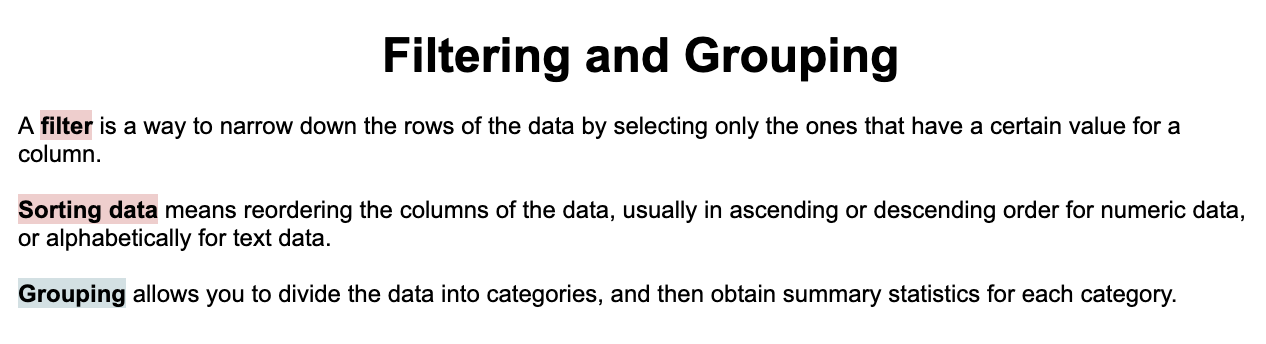 Filtering and Grouping
A filter is a way to narrow down the rows of the data by selecting only the ones that have a certain value for a
column.
Sorting data means reordering the columns of the data, usually in ascending or descending order for numeric data,
or alphabetically for text data.
Grouping allows you to divide the data into categories, and then obtain summary statistics for each category.